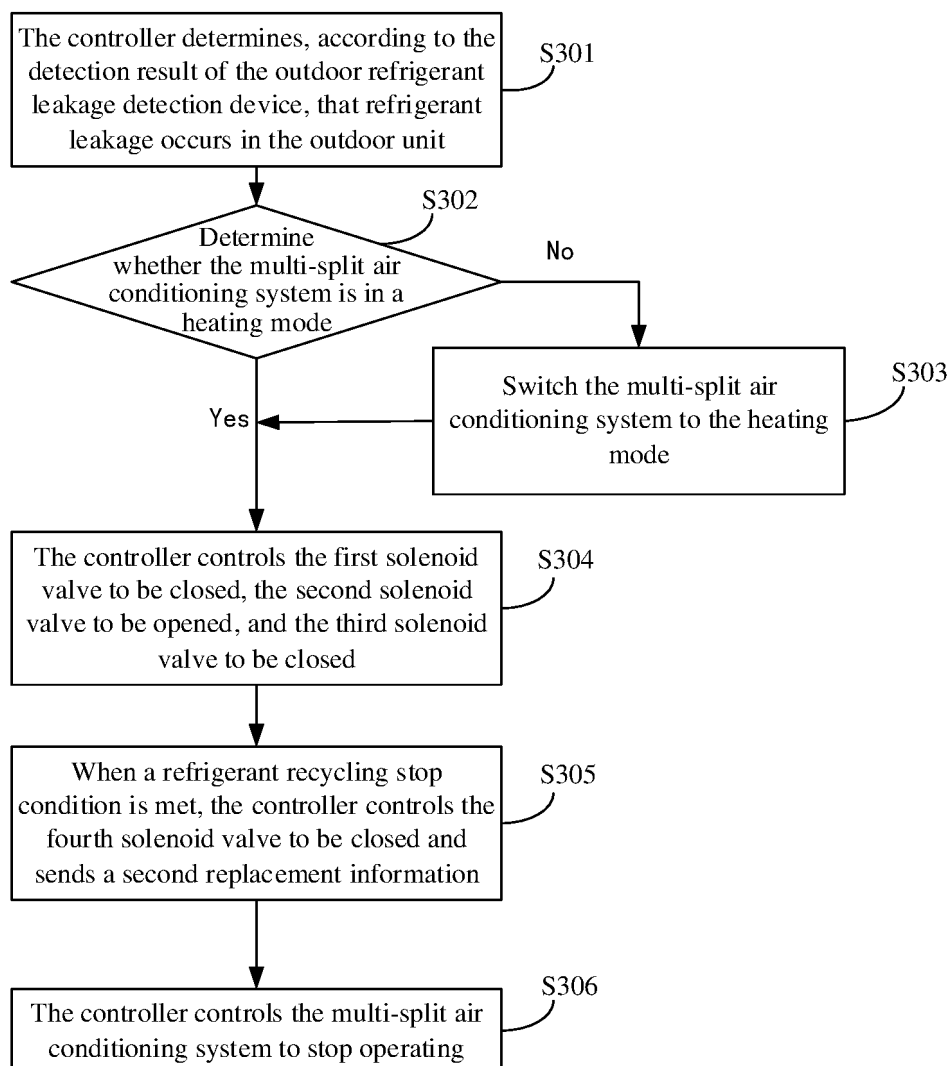 The controller determines, according to the
detection result of the outdoor refrigerant
leakage detection device, that refrigerant
leakage occurs in the outdoor unit
S301
S302
Determine
whether the multi-split air
conditioning system is in a
heating mode
No
Yes
Switch the multi-split air
conditioning system to the heating
mode
S303
The controller controls the first solenoid
valve to be closed, the second solenoid
valve to be opened, and the third solenoid
valve to be closed
S304
When a refrigerant recycling stop
condition is met, the controller controls the
fourth solenoid valve to be closed and
sends a second replacement information
S305
The controller controls the multi-split air
conditioning system to stop operating
S306